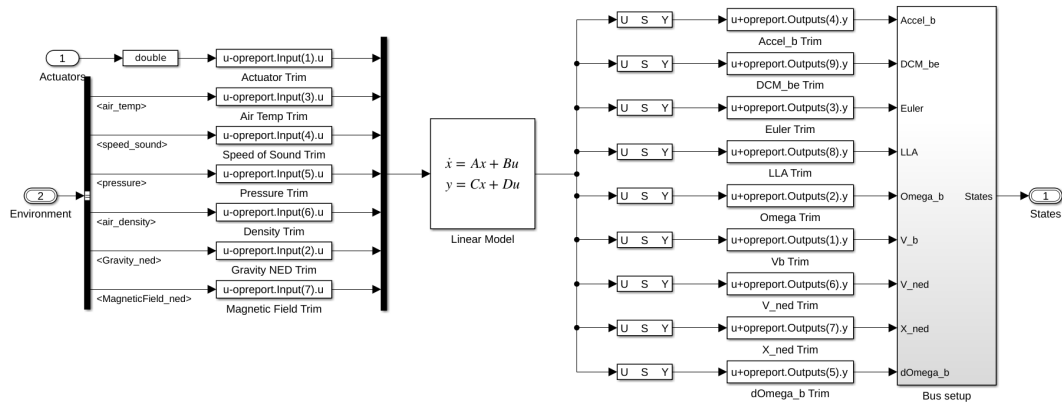 1
Actuators
double
u-opreport.Input(1).u
Actuator Trim
<air_temp>
u-opreport.Input(3).u
Air Temp Trim
<speed_sound>
u-opreport.Input(4).u
Speed of Sound Trim
<pressure>
u-opreport.Input(5).u
Pressure Trim
2
Environment
<air_density>
u-opreport.Input(6).u
Density Trim
<Gravity_ned>
u-opreport.Input(2).u
Gravity NED Trim
<MagneticField_ned>
u-opreport.Input(7).u
Magnetic Field Trim
ẋ = Ax + Bu
y = Cx + Du
Linear Model
U S Y
u+opreport.Outputs(4).y
Accel_b Trim
Accel_b
U S Y
u+opreport.Outputs(9).y
DCM_be Trim
DCM_be
U S Y
u+opreport.Outputs(3).y
Euler Trim
Euler
U S Y
u+opreport.Outputs(8).y
LLA Trim
LLA
U S Y
u+opreport.Outputs(2).y
Omega Trim
Omega_b
U S Y
u+opreport.Outputs(1).y
Vb Trim
V_b
U S Y
u+opreport.Outputs(6).y
V_ned Trim
V_ned
U S Y
u+opreport.Outputs(7).y
X_ned Trim
X_ned
U S Y
u+opreport.Outputs(5).y
dOmega_b Trim
dOmega_b
States
Bus setup
1
States